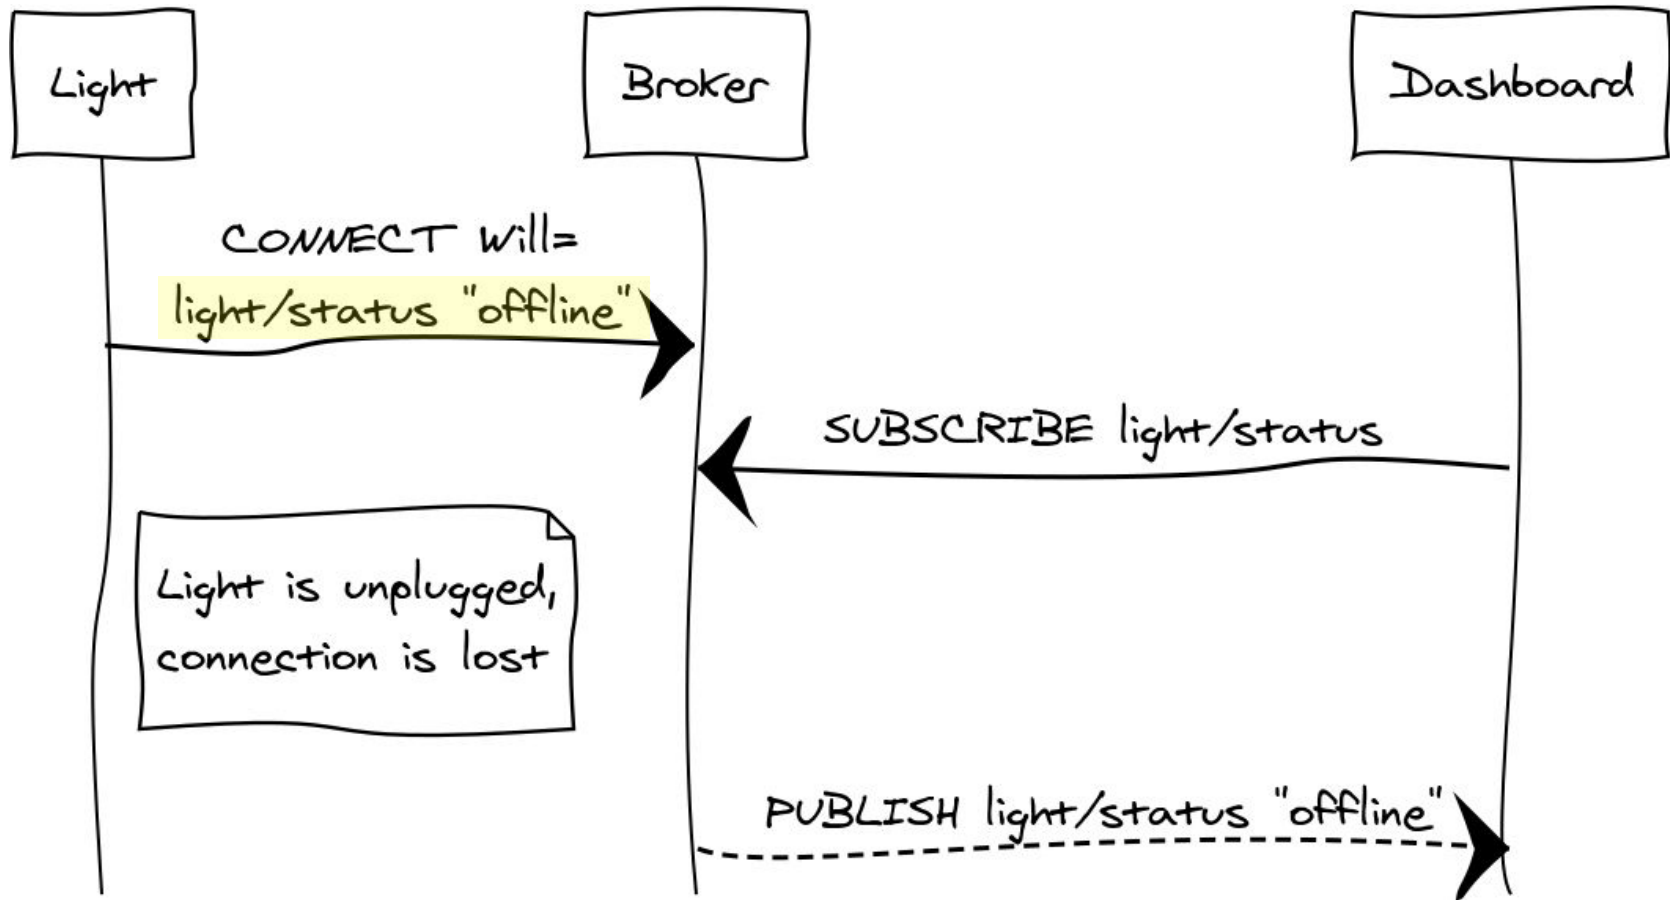 Light
Broker
Dashboard
CONNECT Will=
light/status "offline"
SUBSCRIBE light/status
Light is unplugged,
connection is lost
PUBLISH light/status "offline"